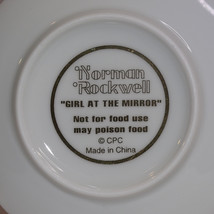 Norman
Rockwell
"GIRL AT THE MIRROR"
Not for food use
may poison food
© CPC
Made in China